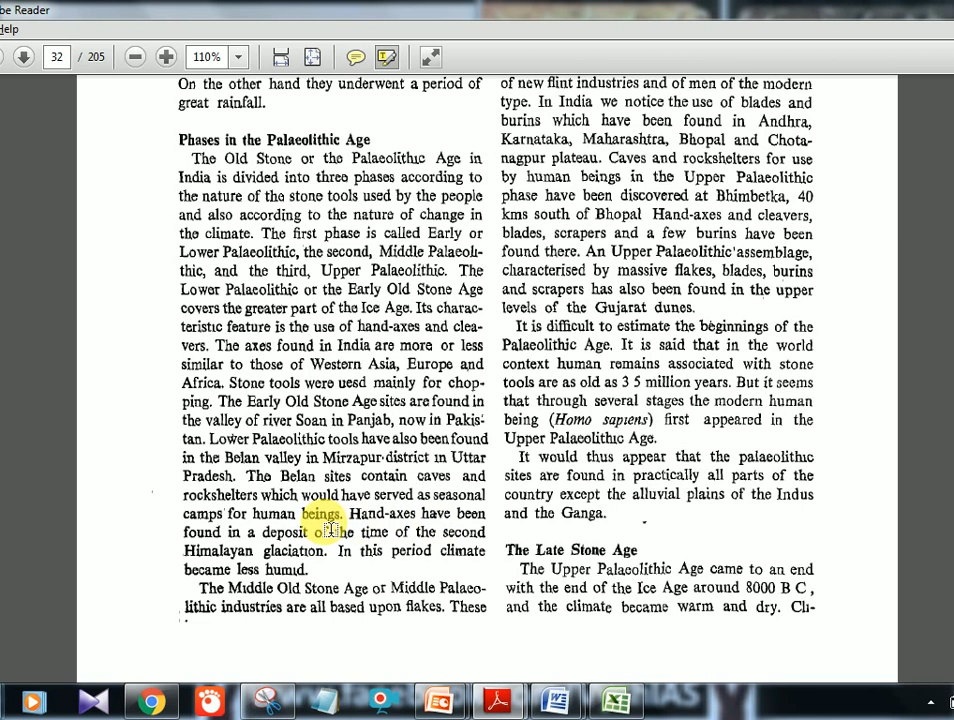 be Reader
Help
32 / 205 110%
On the other hand they underwent a period of
great rainfall.
Phases in the Palaeolithic Age
The Old Stone or the Palaeolithic Age in
India is divided into three phases according to
the nature of the stone tools used by the people
and also according to the nature of change in
the climate. The first phase is called Early or
Lower Palaeolithic, the second, Middle Palaeoli-
thic, and the third, Upper Palaeolithic. The
Lower Palaeolithic or the Early Old Stone Age
covers the greater part of the Ice Age. Its charac-
teristic feature is the use of hand-axes and clea-
vers. The axes found in India are more or less
similar to those of Western Asia, Europe and
Africa. Stone tools were uesd mainly for chop-
ping. The Early Old Stone Age sites are found in
the valley of river Soan in Panjab, now in Pakis-
tan. Lower Palaeolithic tools have also been found
in the Belan valley in Mirzapur district in Uttar
Pradesh. The Belan sites contain caves and
rockshelters which would have served as seasonal
camps for human beings. Hand-axes have been
found in a deposit of the time of the second
Himalayan glaciation. In this period climate
became less humid.
The Middle Old Stone Age or Middle Palaeo-
lithic industries are all based upon flakes. These
of new flint industries and of men of the modern
type. In India we notice the use of blades and
burins which have been found in Andhra,
Karnataka, Maharashtra, Bhopal and Chota-
nagpur plateau. Caves and rockshelters for use
by human beings in the Upper Palaeolithic
phase have been discovered at Bhimbetka, 40
kms south of Bhopal Hand-axes and cleavers,
blades, scrapers and a few burins have been
found there. An Upper Palaeolithic assemblage,
characterised by massive flakes, blades, burins
and scrapers has also been found in the upper
levels of the Gujarat dunes.
It is difficult to estimate the beginnings of the
Palaeolithic Age. It is said that in the world
context human remains associated with stone
tools are as old as 3 5 million years. But it seems
that through several stages the modern human
being (Homo sapiens) first appeared in the
Upper Palaeolithic Age.
It would thus appear that the palaeolithic
sites are found in practically all parts of the
country except the alluvial plains of the Indus
and the Ganga.
The Late Stone Age
The Upper Palaeolithic Age came to an end
with the end of the Ice Age around 8000 B C,
and the climate became warm and dry. Cli-